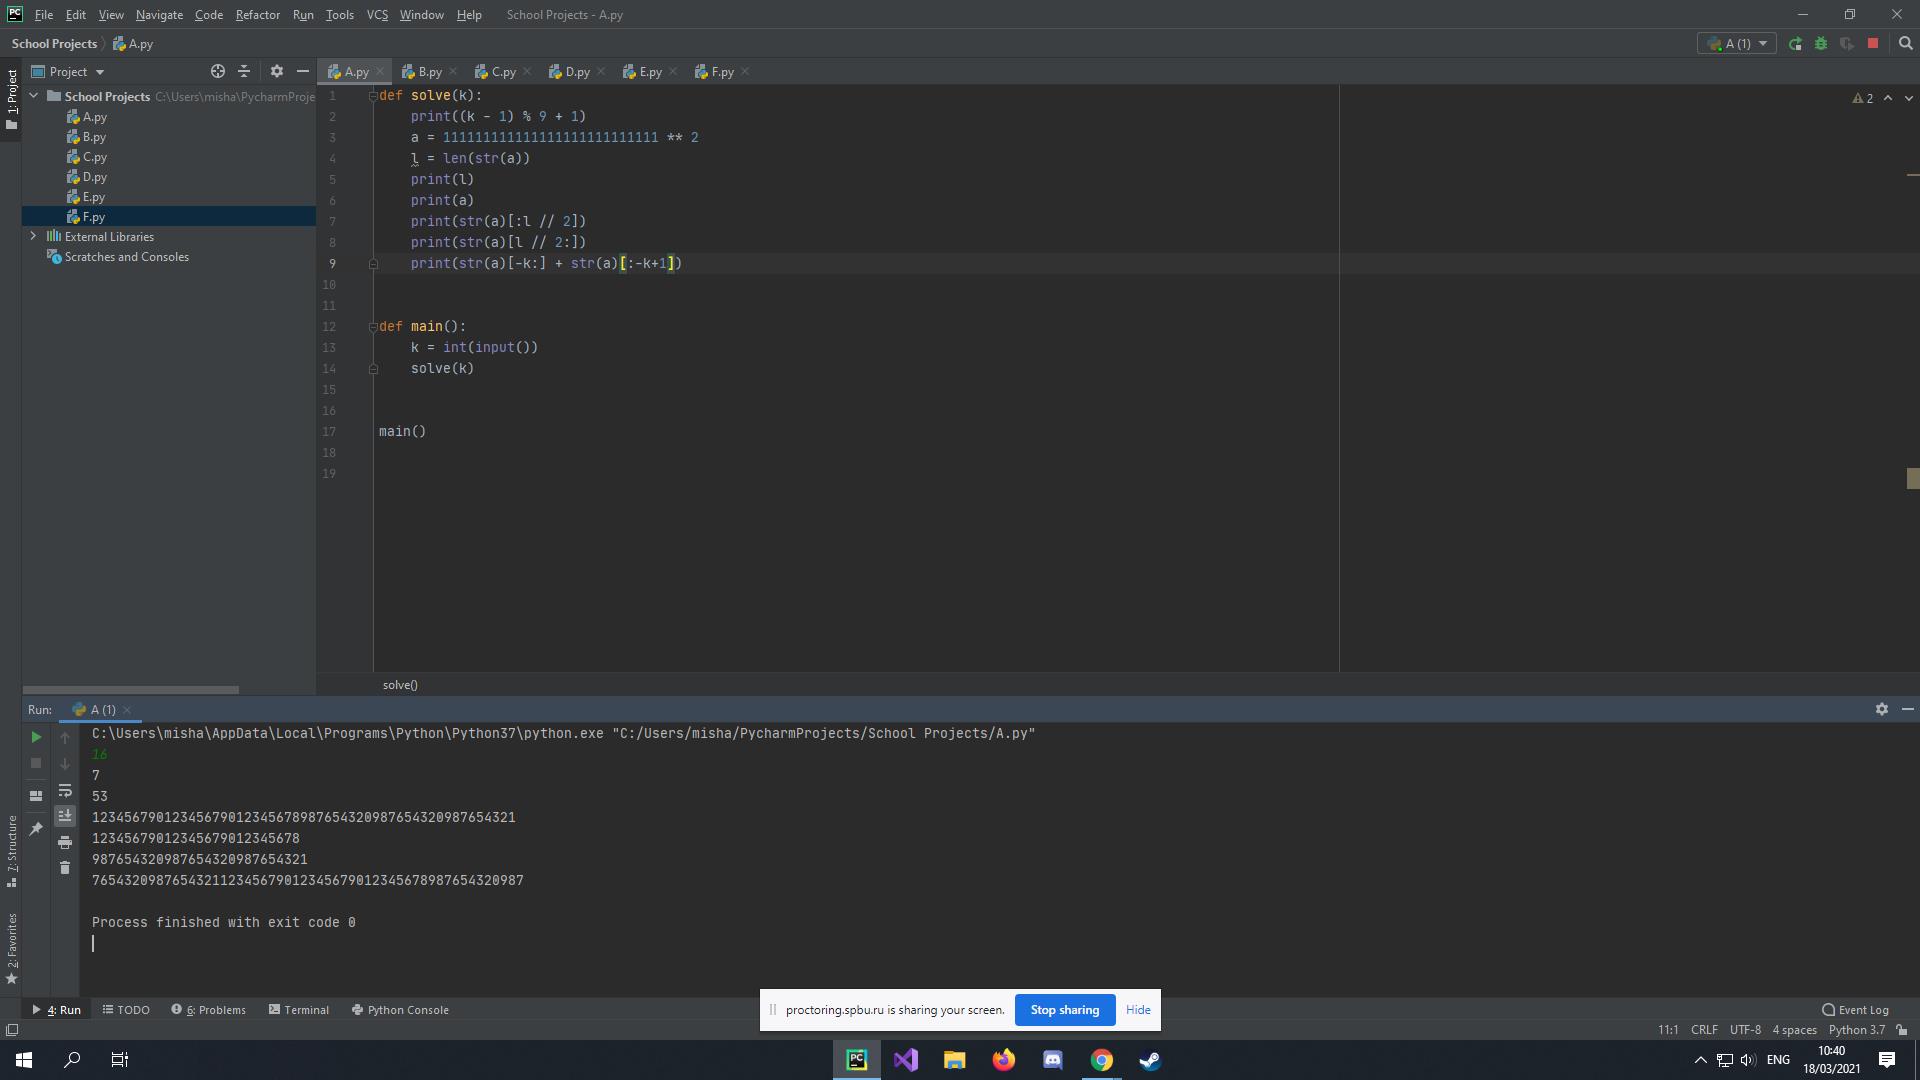 File Edit View Navigate Code Refactor Run Tools VCS Window Help School Projects - A.py
School Projects A.py
A (1)
Project
A.py B.py C.py D.py E.py F.py
1: Project
School Projects C:\Users\misha\PycharmProje
A.py
B.py
C.py
D.py
E.py
F.py
External Libraries
Scratches and Consoles
2
1 def solve(k):
2 print((k - 1) % 9 + 1)
3 a = 111111111111111111111111111 ** 2
4 l = len(str(a))
5 print(l)
6 print(a)
7 print(str(a)[:l // 2])
8 print(str(a)[l // 2:])
9 print(str(a)[-k:] + str(a)[:-k+1])
10
11
12 def main():
13 k = int(input())
14 solve(k)
15
16
17 main()
18
19
solve()
Run: A (1)
C:\Users\misha\AppData\Local\Programs\Python\Python37\python.exe "C:/Users/misha/PycharmProjects/School Projects/A.py"
16
7
53
12345679012345679012345678987654320987654320987654321
12345679012345679012345678
987654320987654320987654321
765432098765432112345679012345679012345678987654320987
Process finished with exit code 0
7: Structure
2: Favorites
4: Run TODO 6: Problems Terminal Python Console
proctoring.spbu.ru is sharing your screen. Stop sharing Hide
Event Log
11:1 CRLF UTF-8 4 spaces Python 3.7
ENG
10:40
18/03/2021